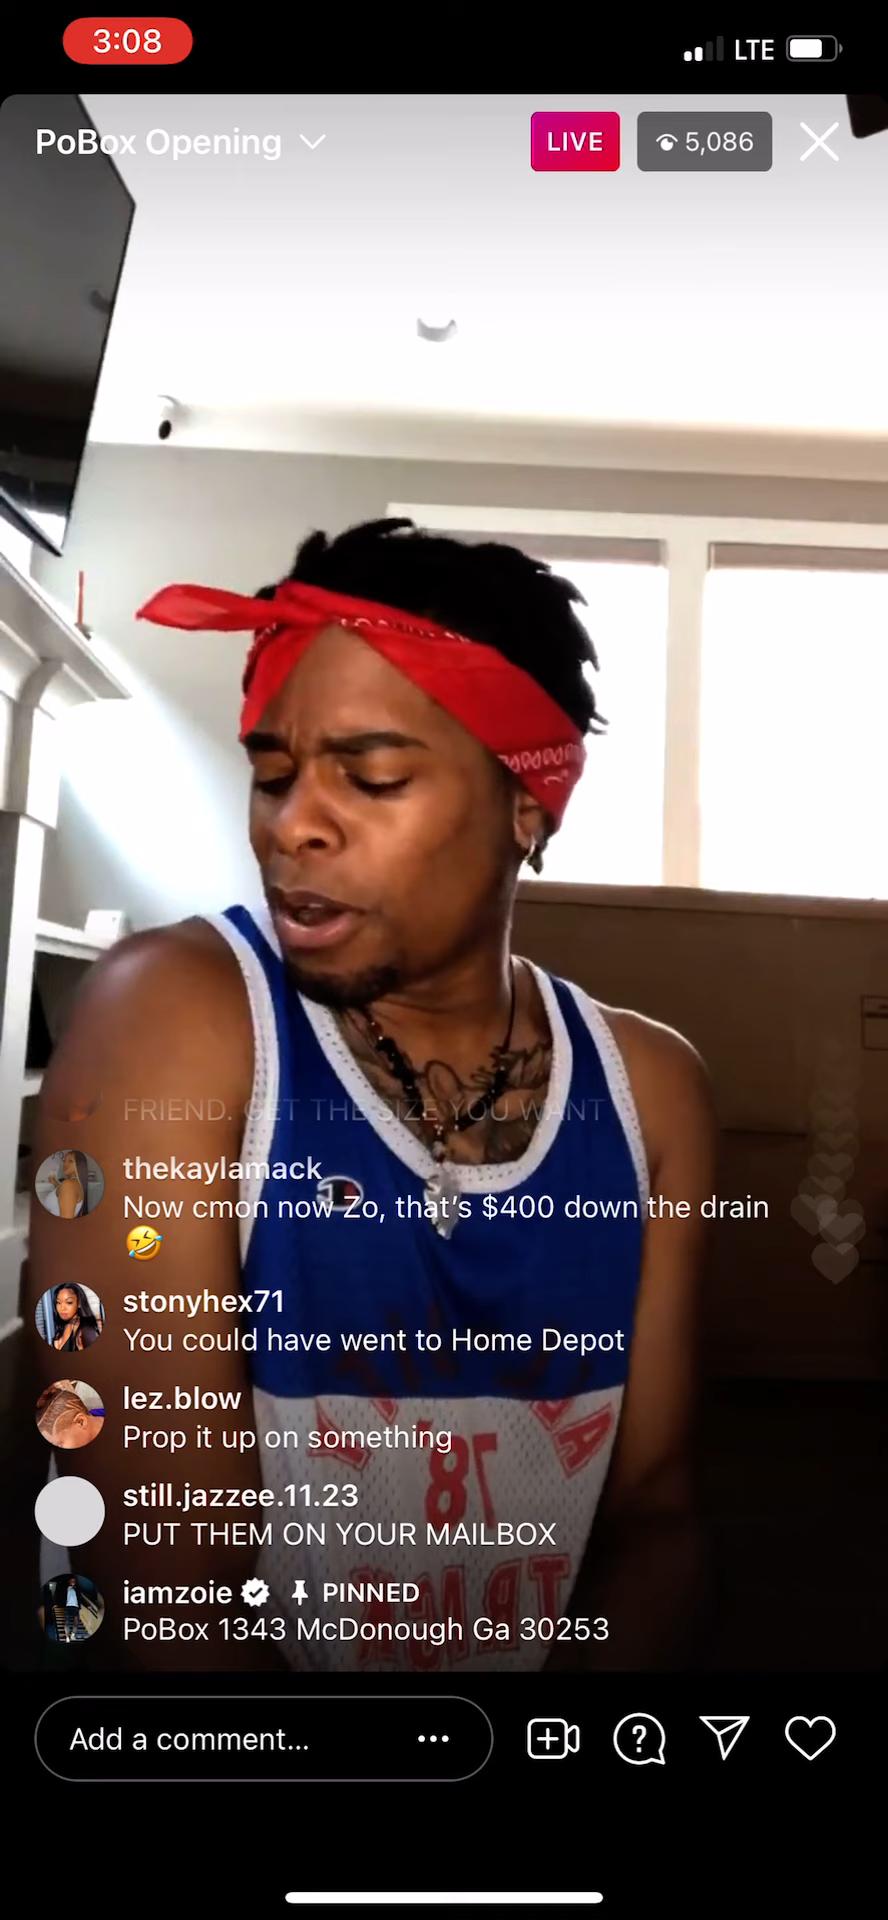 3:08
LTE
PoBox Opening
LIVE
5,086
FRIEND. GET THE SIZE YOU WANT
thekaylamack
Now cmon now Zo, that's $400 down the drain
🤣
stonyhex71
You could have went to Home Depot
lez.blow
Prop it up on something
still.jazzee.11.23
PUT THEM ON YOUR MAILBOX
iamzoie PINNED
PoBox 1343 McDonough Ga 30253
78
TRACK
Add a comment...